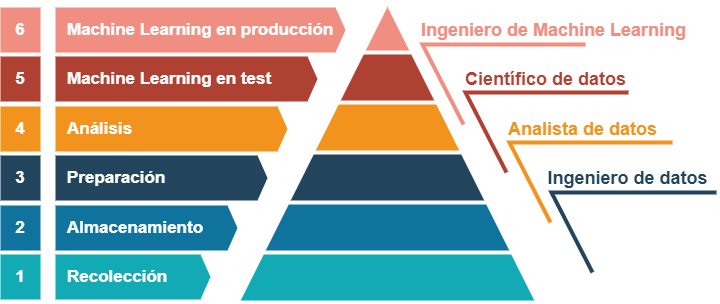 6
Machine Learning en producción
Ingeniero de Machine Learning
5
Machine Learning en test
Científico de datos
4
Análisis
Analista de datos
3
Preparación
Ingeniero de datos
2
Almacenamiento
1
Recolección